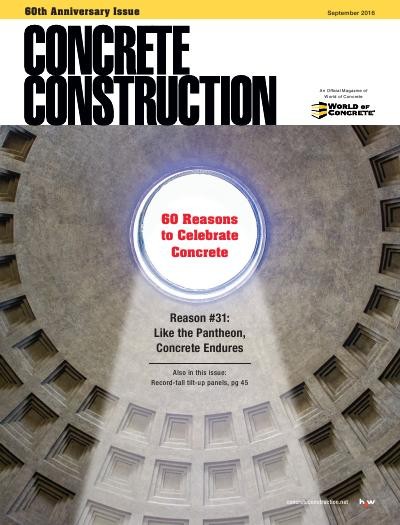 60th Anniversary Issue
September 2016
CONCRETE
CONSTRUCTION
An Official Magazine of
World of Concrete
WORLD OF
CONCRETE
60 Reasons
to Celebrate
Concrete
Reason #31:
Like the Pantheon,
Concrete Endures
Also in this issue:
Record-tall tilt-up panels, pg 45
concreteconstruction.net